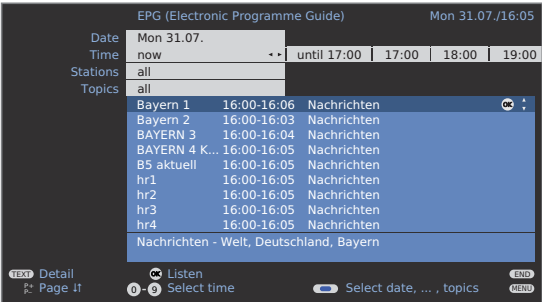 EPG (Electronic Programme Guide) Mon 31.07./16:05
Date Mon 31.07.
Time now until 17:00 17:00 18:00 19:00
Stations all
Topics all
Bayern 1 16:00-16:06 Nachrichten OK
Bayern 2 16:00-16:03 Nachrichten
BAYERN 3 16:00-16:04 Nachrichten
BAYERN 4 K... 16:00-16:05 Nachrichten
B5 aktuell 16:00-16:05 Nachrichten
hr1 16:00-16:05 Nachrichten
hr2 16:00-16:05 Nachrichten
hr3 16:00-16:05 Nachrichten
hr4 16:00-16:05 Nachrichten
Nachrichten - Welt, Deutschland, Bayern
TEXT Detail OK Listen END
P+ P- Page 0-9 Select time Select date, ... , topics MENU